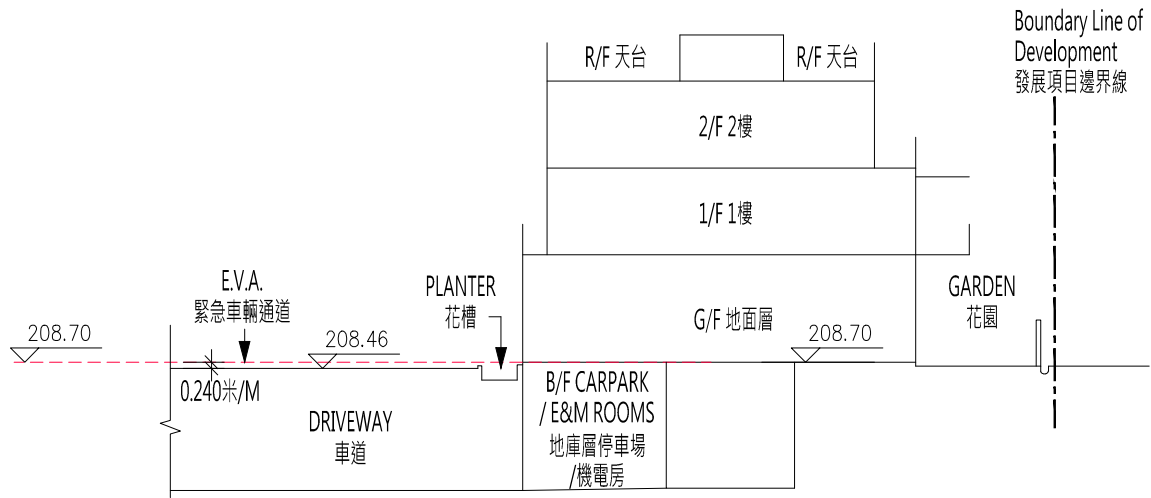 Boundary Line of
Development
發展項目邊界線
R/F 天台
R/F 天台
2/F 2樓
1/F 1樓
E.V.A.
緊急車輛通道
PLANTER
花槽
GARDEN
花園
G/F 地面層
208.70
208.46
208.70
0.240米/M
B/F CARPARK
/ E&M ROOMS
地庫層停車場
/機電房
DRIVEWAY
車道